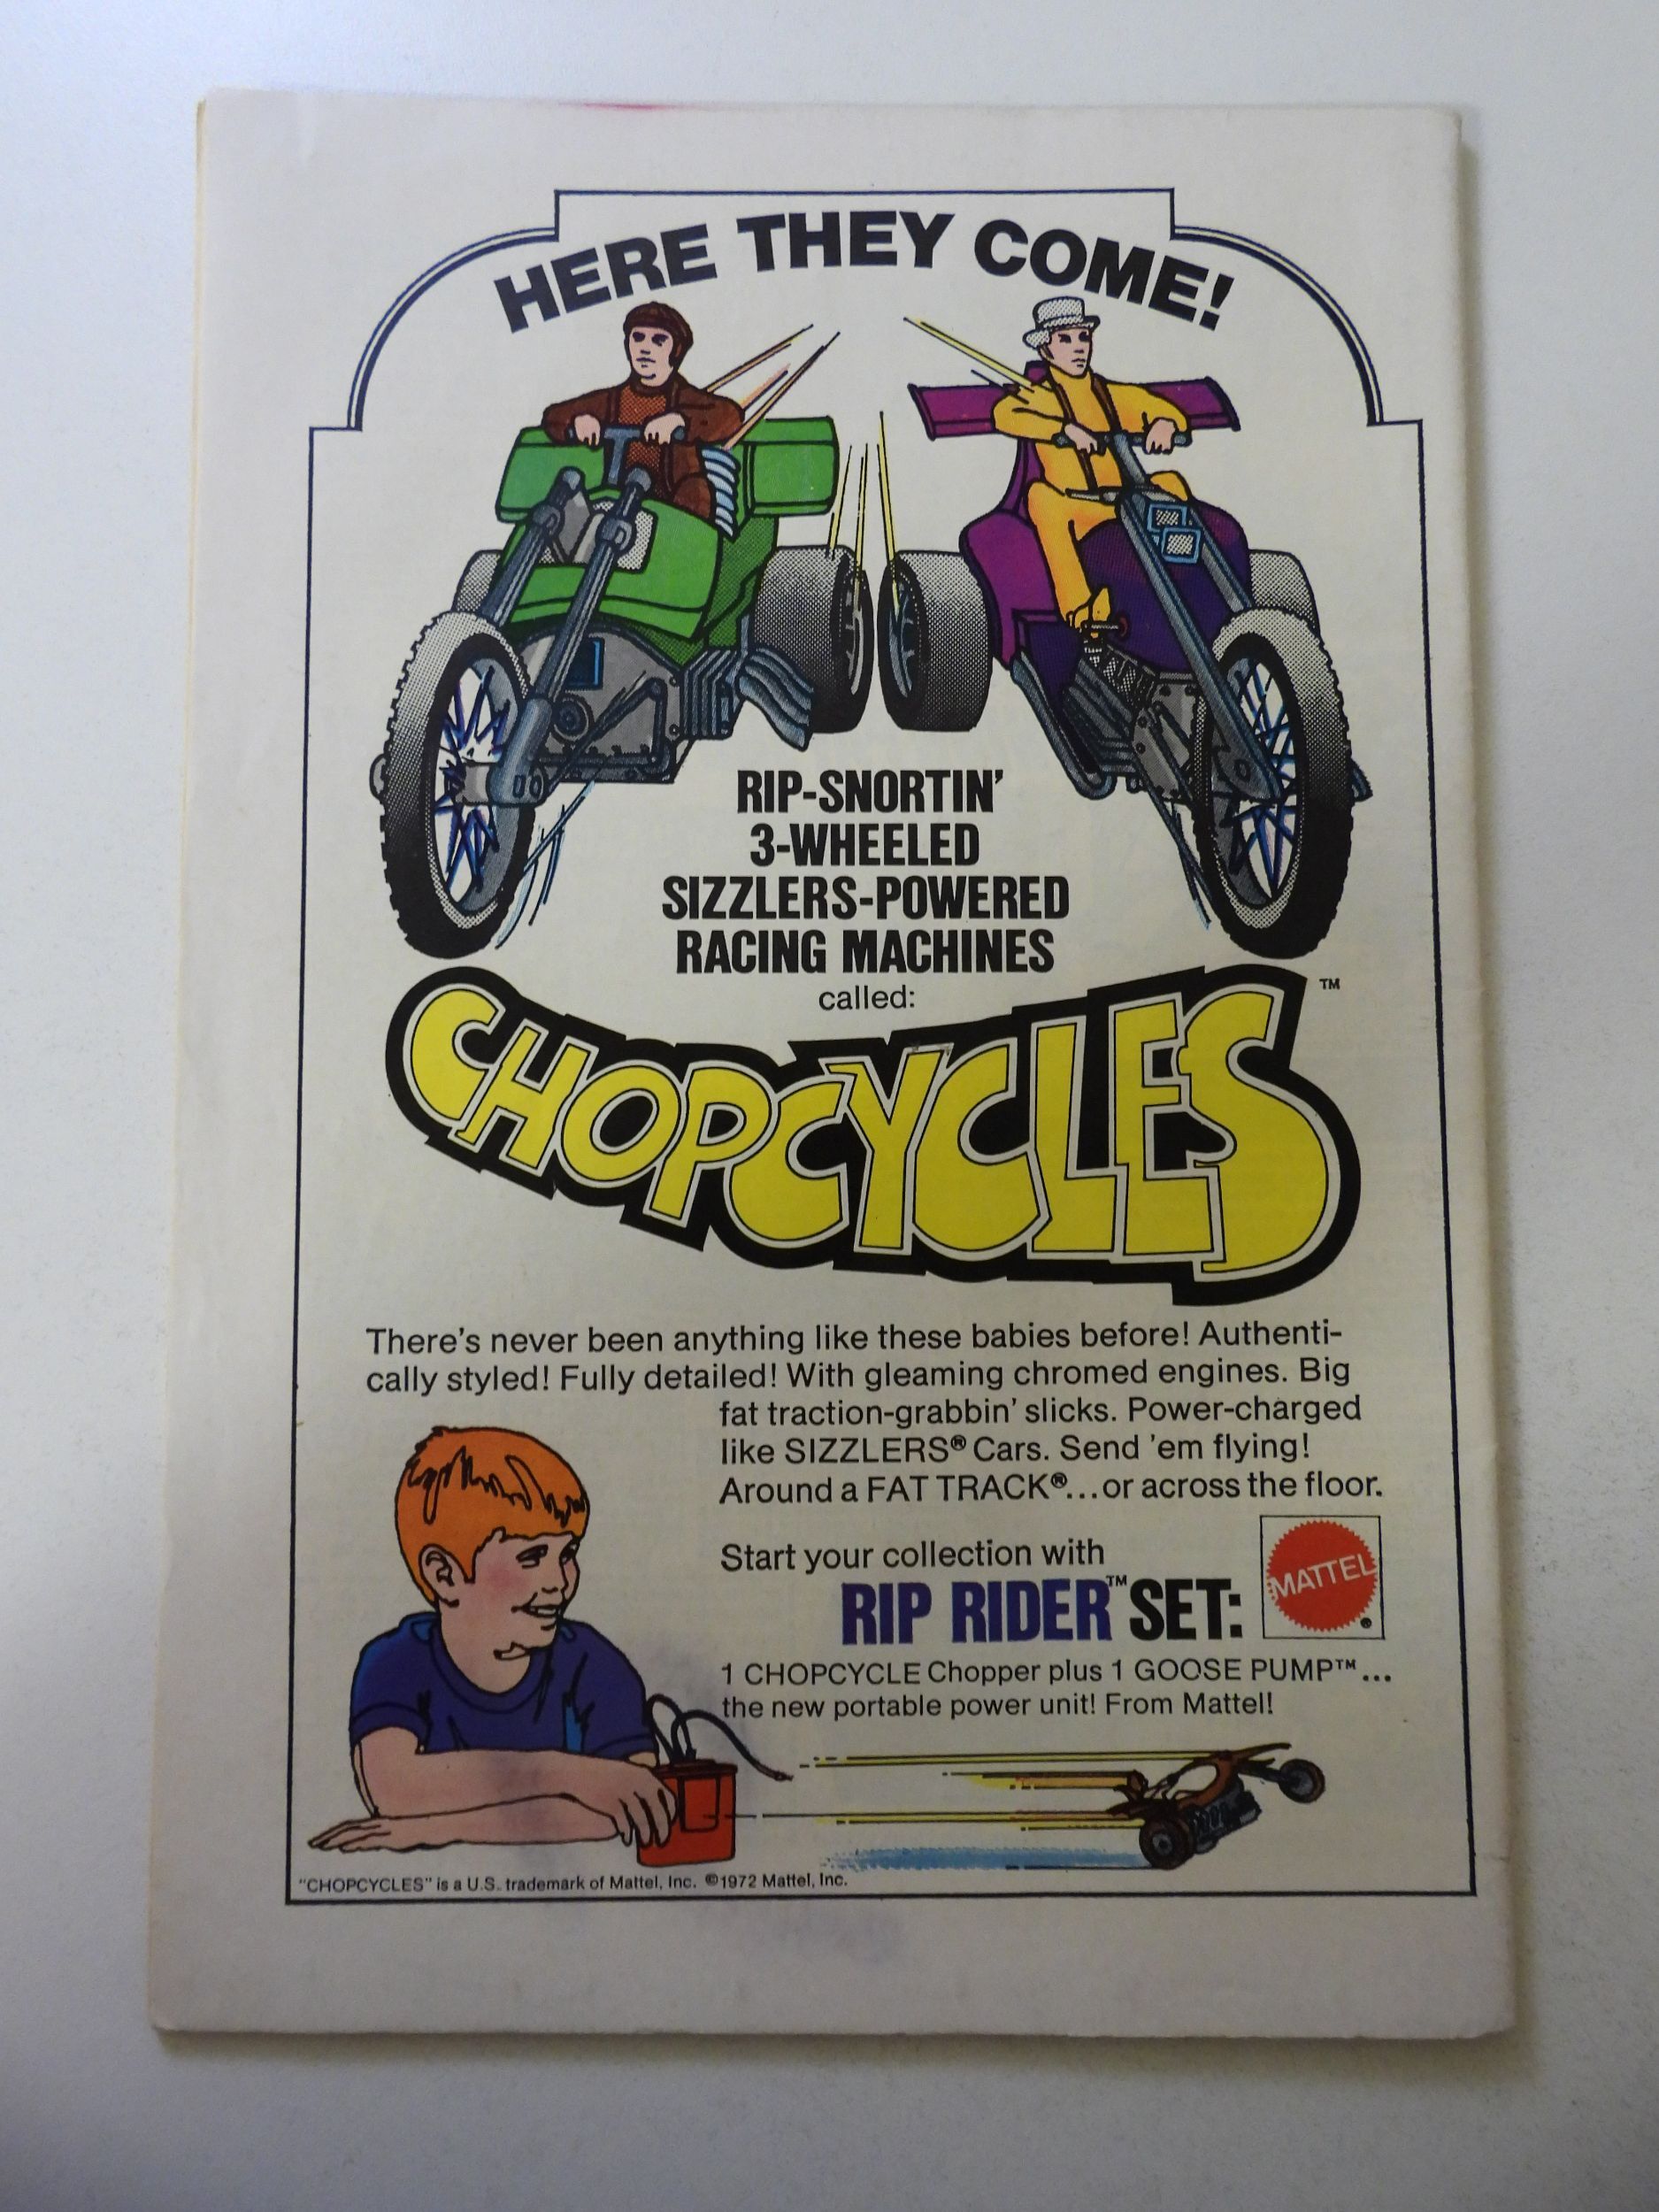 HERE THEY COME!
RIP-SNORTIN'
3-WHEELED
SIZZLERS-POWERED
RACING MACHINES
called:
CHOPCYCLES™
There's never been anything like these babies before! Authenti-
cally styled! Fully detailed! With gleaming chromed engines. Big
fat traction-grabbin' slicks. Power-charged
like SIZZLERS® Cars. Send 'em flying!
Around a FAT TRACK®...or across the floor.
Start your collection with
RIP RIDER™ SET:
MATTEL®
1 CHOPCYCLE Chopper plus 1 GOOSE PUMP™...
the new portable power unit! From Mattel!
"CHOPCYCLES" is a U.S. trademark of Mattel, Inc. ©1972 Mattel, Inc.